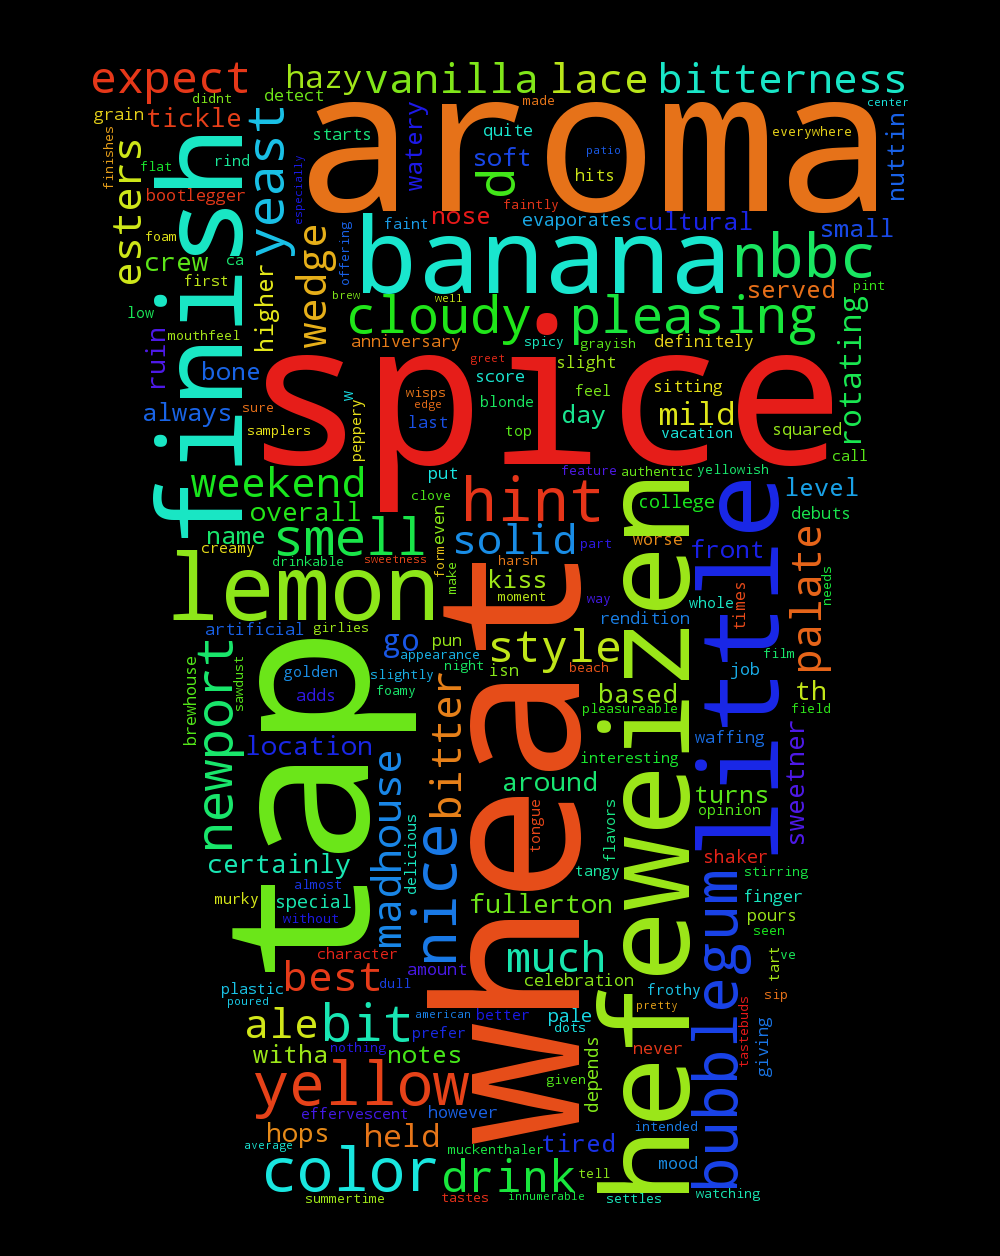 expect
hazy
vanilla
lace
bitterness
didnt
detect
aroma
made
center
grain
tickle
starts
watery
quite
everywhere
finishes
esters
finish
yeast
soft
patio
nuttin
flat
rind
especially
d
hits
bootlegger
nose
faintly
foam
faint
evaporates
cultural
small
crew
ca
wedge
offering
banana
nbbc
first
higher
brew
well
served
pint
low
mouthfeel
cloudy
pleasing
rotating
ruin
anniversary
spicy
grayish
definitely
bone
spice
greet
slight
score
feel
sitting
always
sure
w
wisps
edge
blonde
day
mild
samplers
peppery
last
top
vacation
squared
call
weekend
put
feature
authentic
yellowish
clove
hint
college
level
overall
debuts
name
smell
form
even
solid
part
worse
front
palate
creamy
drinkable
sweetness
harsh
hefeweizen
little
lemon
make
kiss
moment
way
whole
times
needs
artificial
girlies
go
pun
style
rendition
appearance
newport
brewhouse
sawdust
golden
tap
slightly
night
isn
beach
job
film
adds
foamy
bitter
based
th
pleasureable
field
location
wheat
waffing
sweetner
madhouse
interesting
around
turns
opinion
nice
delicious
tongue
flavors
certainly
shaker
almost
tangy
stirring
murky
special
fullerton
bubblegum
finger
without
pours
character
much
seen
best
amount
tart
ve
plastic
dull
celebration
frothy
sip
poured
american
better
pale
pretty
tastebuds
ale
bit
prefer
dots
giving
witha
nothing
notes
never
yellow
given
depends
effervescent
however
hops
held
tired
intended
average
muckenthaler
mood
color
drink
tell
summertime
tastes
innumerable
settles
watching